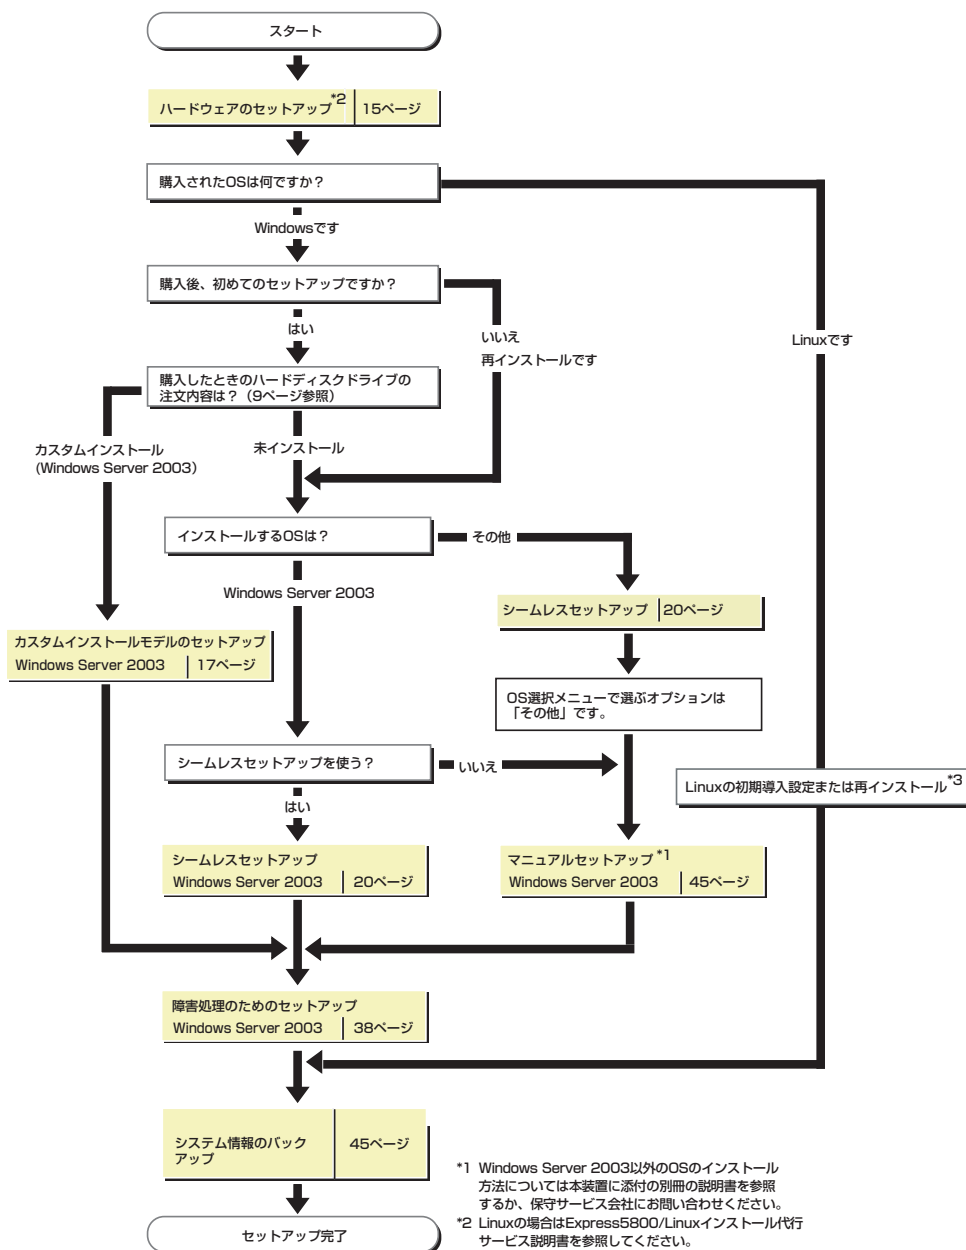 スタート
ハードウェアのセットアップ*2 15ページ
購入されたOSは何ですか？
Windowsです
購入後、初めてのセットアップですか？
はい
いいえ
再インストールです
Linuxです
購入したときのハードディスクドライブの
注文内容は？（9ページ参照）
カスタムインストール
(Windows Server 2003)
未インストール
インストールするOSは？
その他
Windows Server 2003
シームレスセットアップ 20ページ
カスタムインストールモデルのセットアップ
Windows Server 2003 17ページ
OS選択メニューで選ぶオプションは
「その他」です。
シームレスセットアップを使う？
いいえ
Linuxの初期導入設定または再インストール*3
はい
シームレスセットアップ
Windows Server 2003 20ページ
マニュアルセットアップ*1
Windows Server 2003 45ページ
障害処理のためのセットアップ
Windows Server 2003 38ページ
システム情報のバック
アップ
45ページ
セットアップ完了
*1 Windows Server 2003以外のOSのインストール
方法については本装置に添付の別冊の説明書を参照
するか、保守サービス会社にお問い合わせください。
*2 Linuxの場合はExpress5800/Linuxインストール代行
サービス説明書を参照してください。